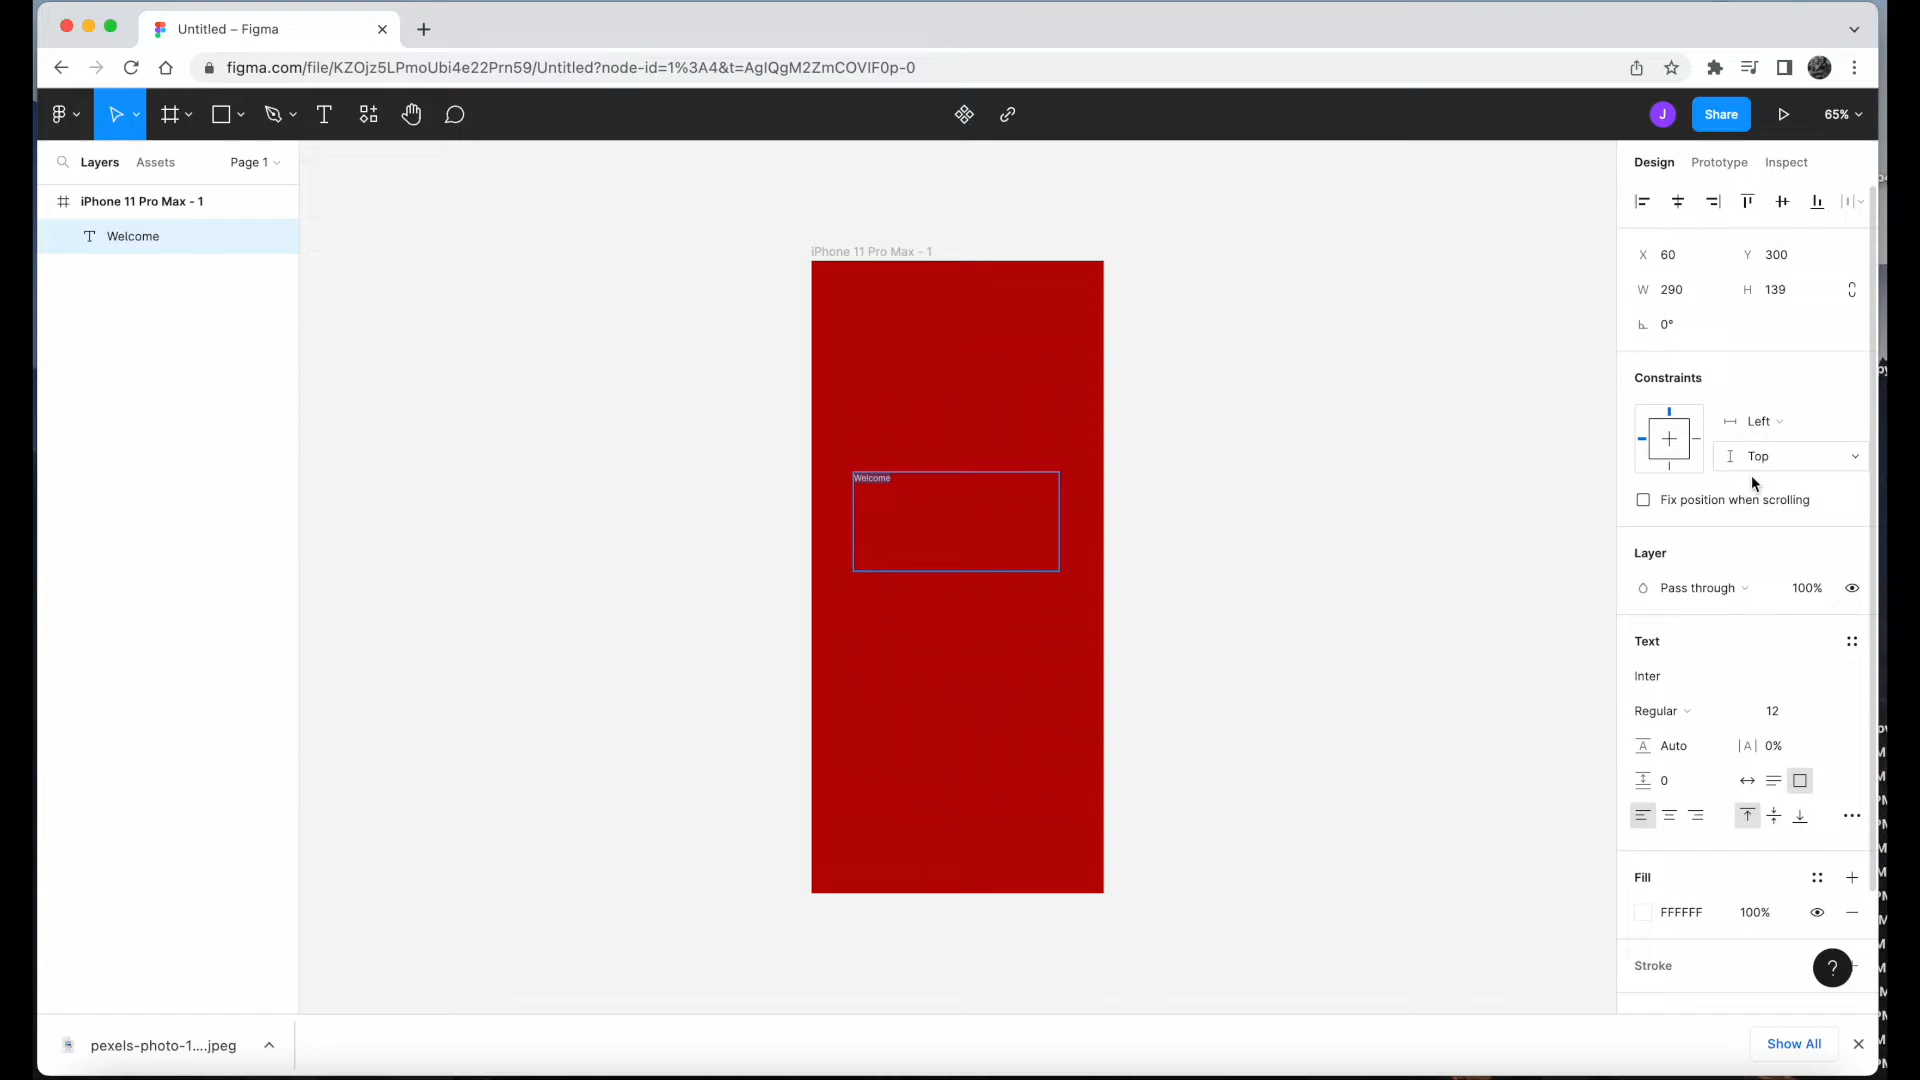 Untitled – Figma
figma.com/file/KZOjz5LPmoUbi4e22Prn59/Untitled?node-id=1%3A4&t=AgIQgM2ZmCOVIF0p-0
J
Share
65%
Layers
Assets
Page 1
Design
Prototype
Inspect
iPhone 11 Pro Max - 1
Welcome
iPhone 11 Pro Max - 1
Welcome
X 60
Y 300
W 290
H 139
0°
Constraints
Left
Top
Fix position when scrolling
Layer
Pass through
100%
Text
Inter
Regular
12
A Auto
|A| 0%
0
Fill
FFFFFF
100%
Stroke
?
pexels-photo-1....jpeg
Show All